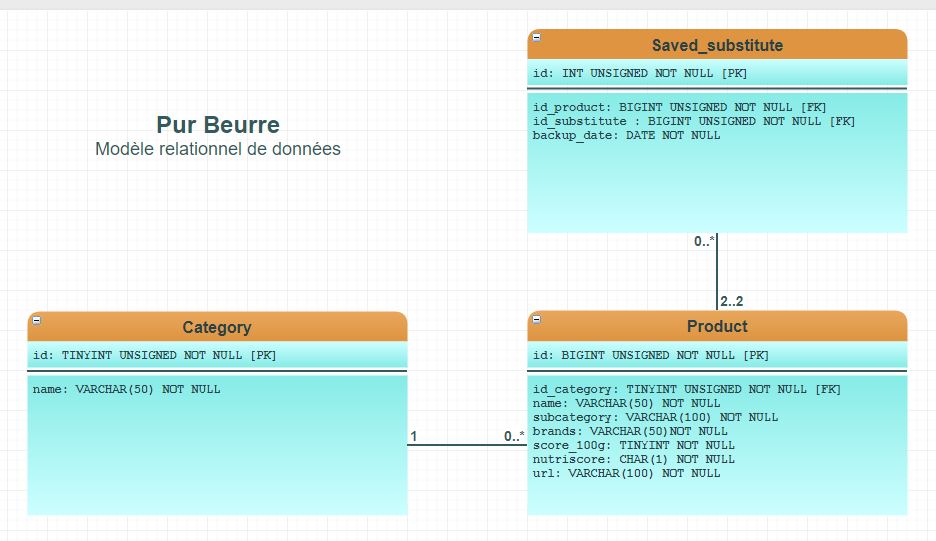 Pur Beurre
Modèle relationnel de données
Saved_substitute
id: INT UNSIGNED NOT NULL [PK]
id_product: BIGINT UNSIGNED NOT NULL [FK]
id_substitute : BIGINT UNSIGNED NOT NULL [FK]
backup_date: DATE NOT NULL
0..*
2..2
Category
id: TINYINT UNSIGNED NOT NULL [PK]
name: VARCHAR(50) NOT NULL
1
0..*
Product
id: BIGINT UNSIGNED NOT NULL [PK]
id_category: TINYINT UNSIGNED NOT NULL [FK]
name: VARCHAR(50) NOT NULL
subcategory: VARCHAR(100) NOT NULL
brands: VARCHAR(50)NOT NULL
score_100g: TINYINT NOT NULL
nutriscore: CHAR(1) NOT NULL
url: VARCHAR(100) NOT NULL